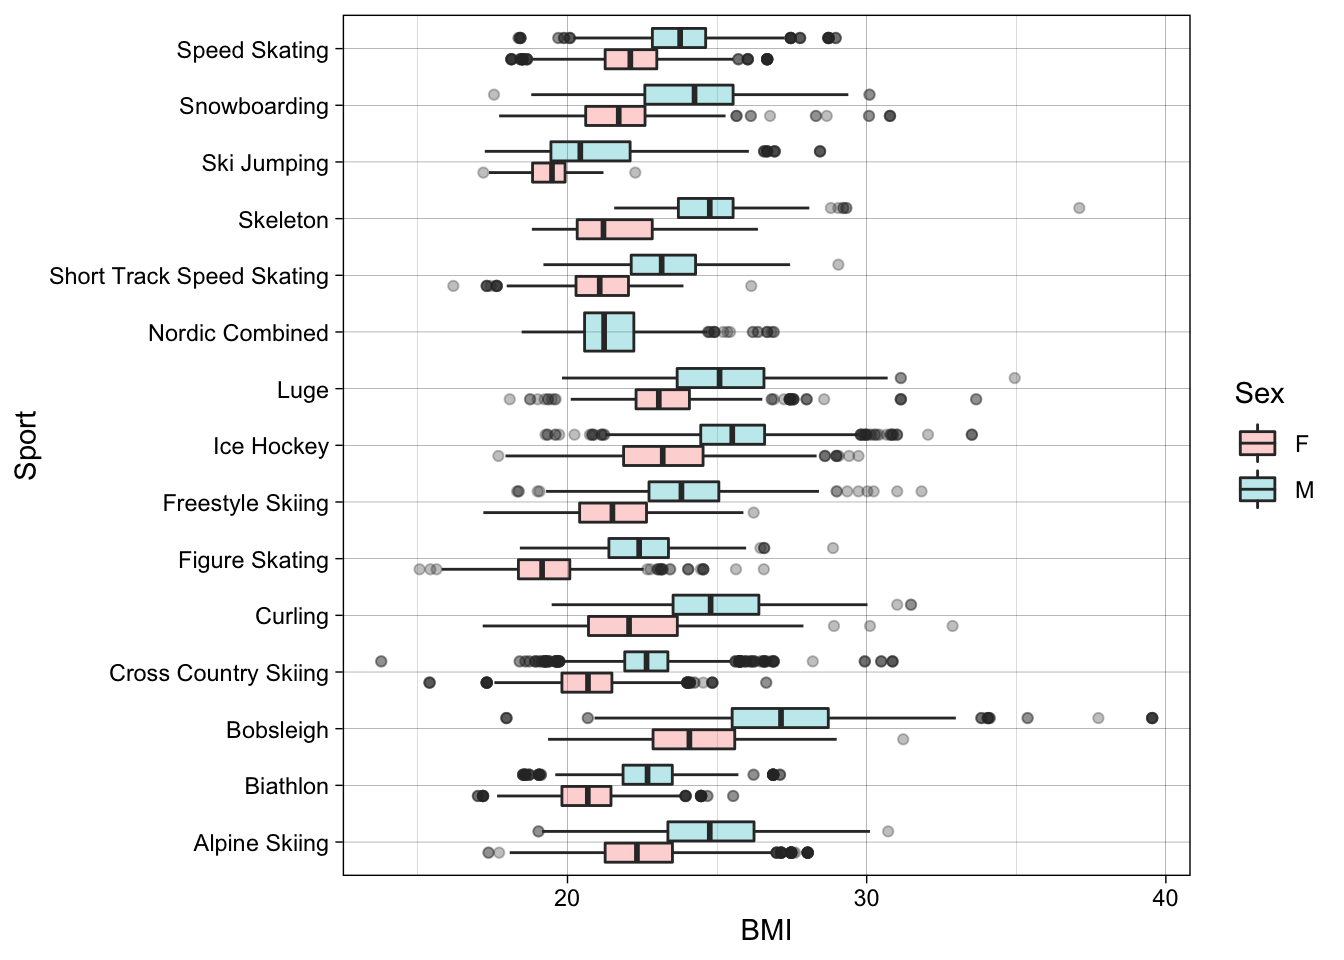 Speed Skating
Snowboarding
Ski Jumping
Skeleton
Short Track Speed Skating
Nordic Combined
Luge
Ice Hockey
Freestyle Skiing
Figure Skating
Curling
Cross Country Skiing
Bobsleigh
Biathlon
Alpine Skiing
Sport
20 30 40
BMI
Sex
F
M